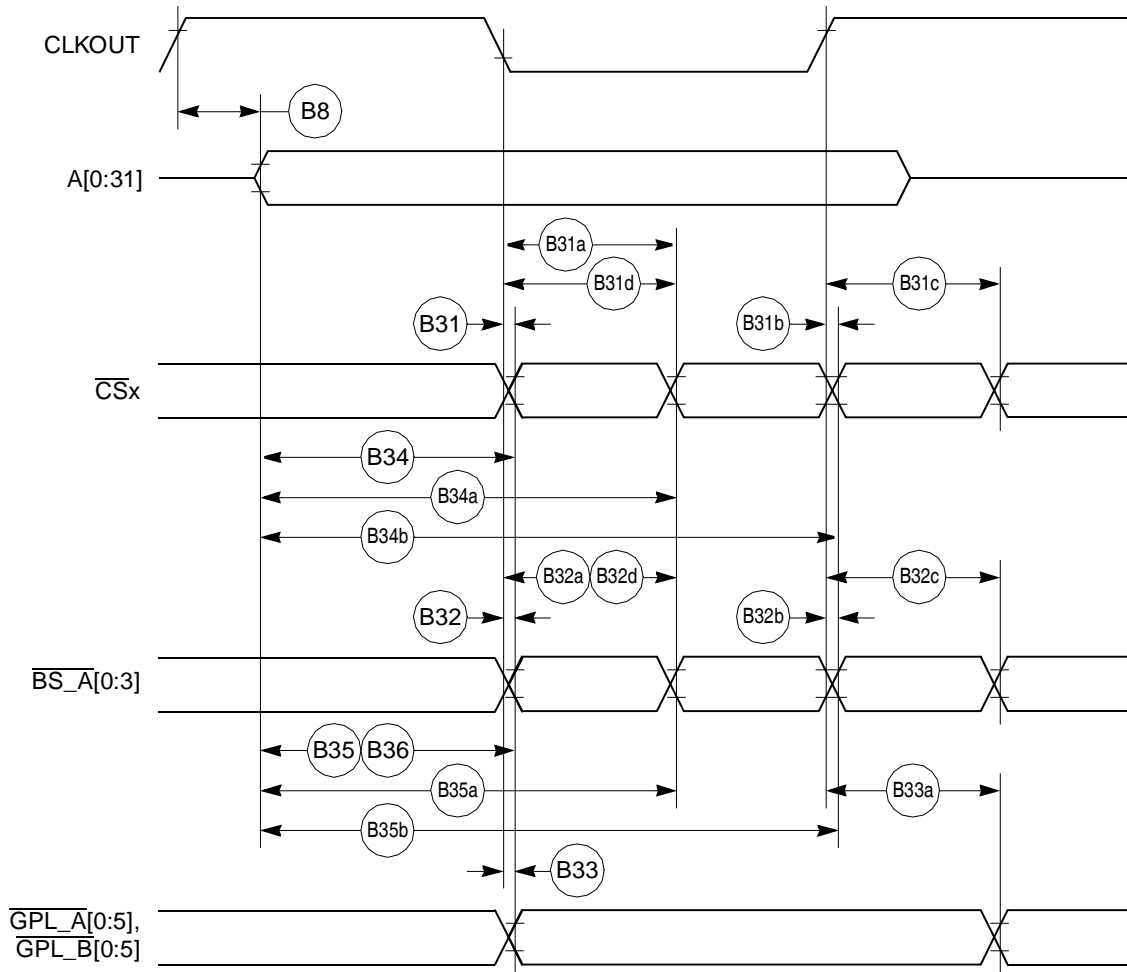 CLKOUT
B8
A[0:31]
B31a
B31d
B31c
B31
B31b
CSx
B34
B34a
B34b
B32a B32d
B32c
B32
B32b
BS_A[0:3]
B35 B36
B35a
B33a
B35b
B33
GPL_A[0:5],
GPL_B[0:5]